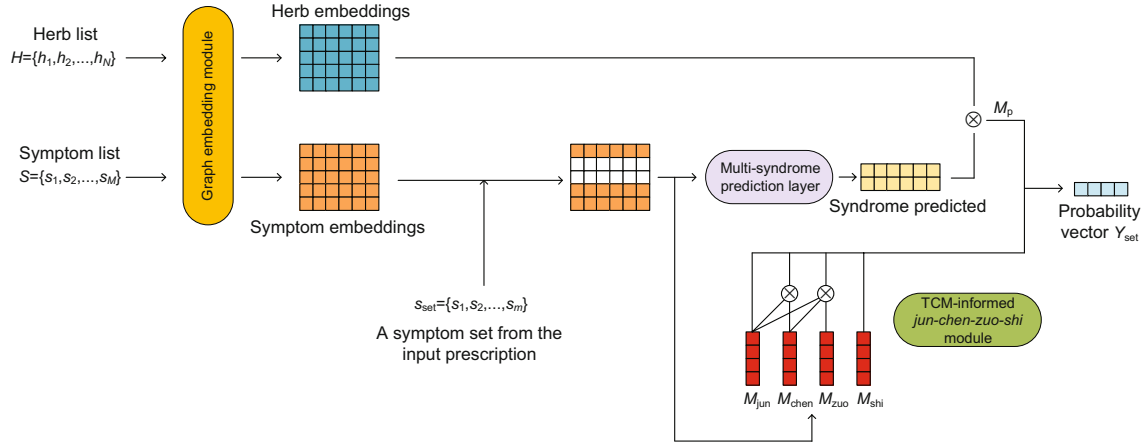 Herb list
H={h1,h2,...,hN}
Graph embedding module
Herb embeddings
Symptom list
S={s1,s2,...,sM}
Symptom embeddings
sset={s1,s2,...,sm}
A symptom set from the
input prescription
Multi-syndrome
prediction layer
Syndrome predicted
Mp
Probability
vector Yset
TCM-informed
jun-chen-zuo-shi
module
Mjun
Mchen
Mzuo
Mshi